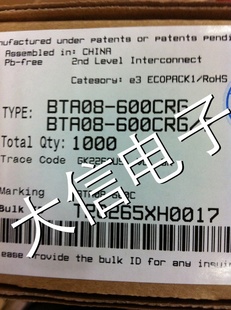 nufactured under patents or patents pendi
Assembled in: CHINA
Pb-free 2nd Level Interconnect
Category: e3 ECOPACK1/RoHS
TYPE: BTA08-600CRG
BTA08-600CRG/
Total Qty: 1000
Trace Code
Marking
Bulk
大信电子
ease provide the bulk ID for any inqui